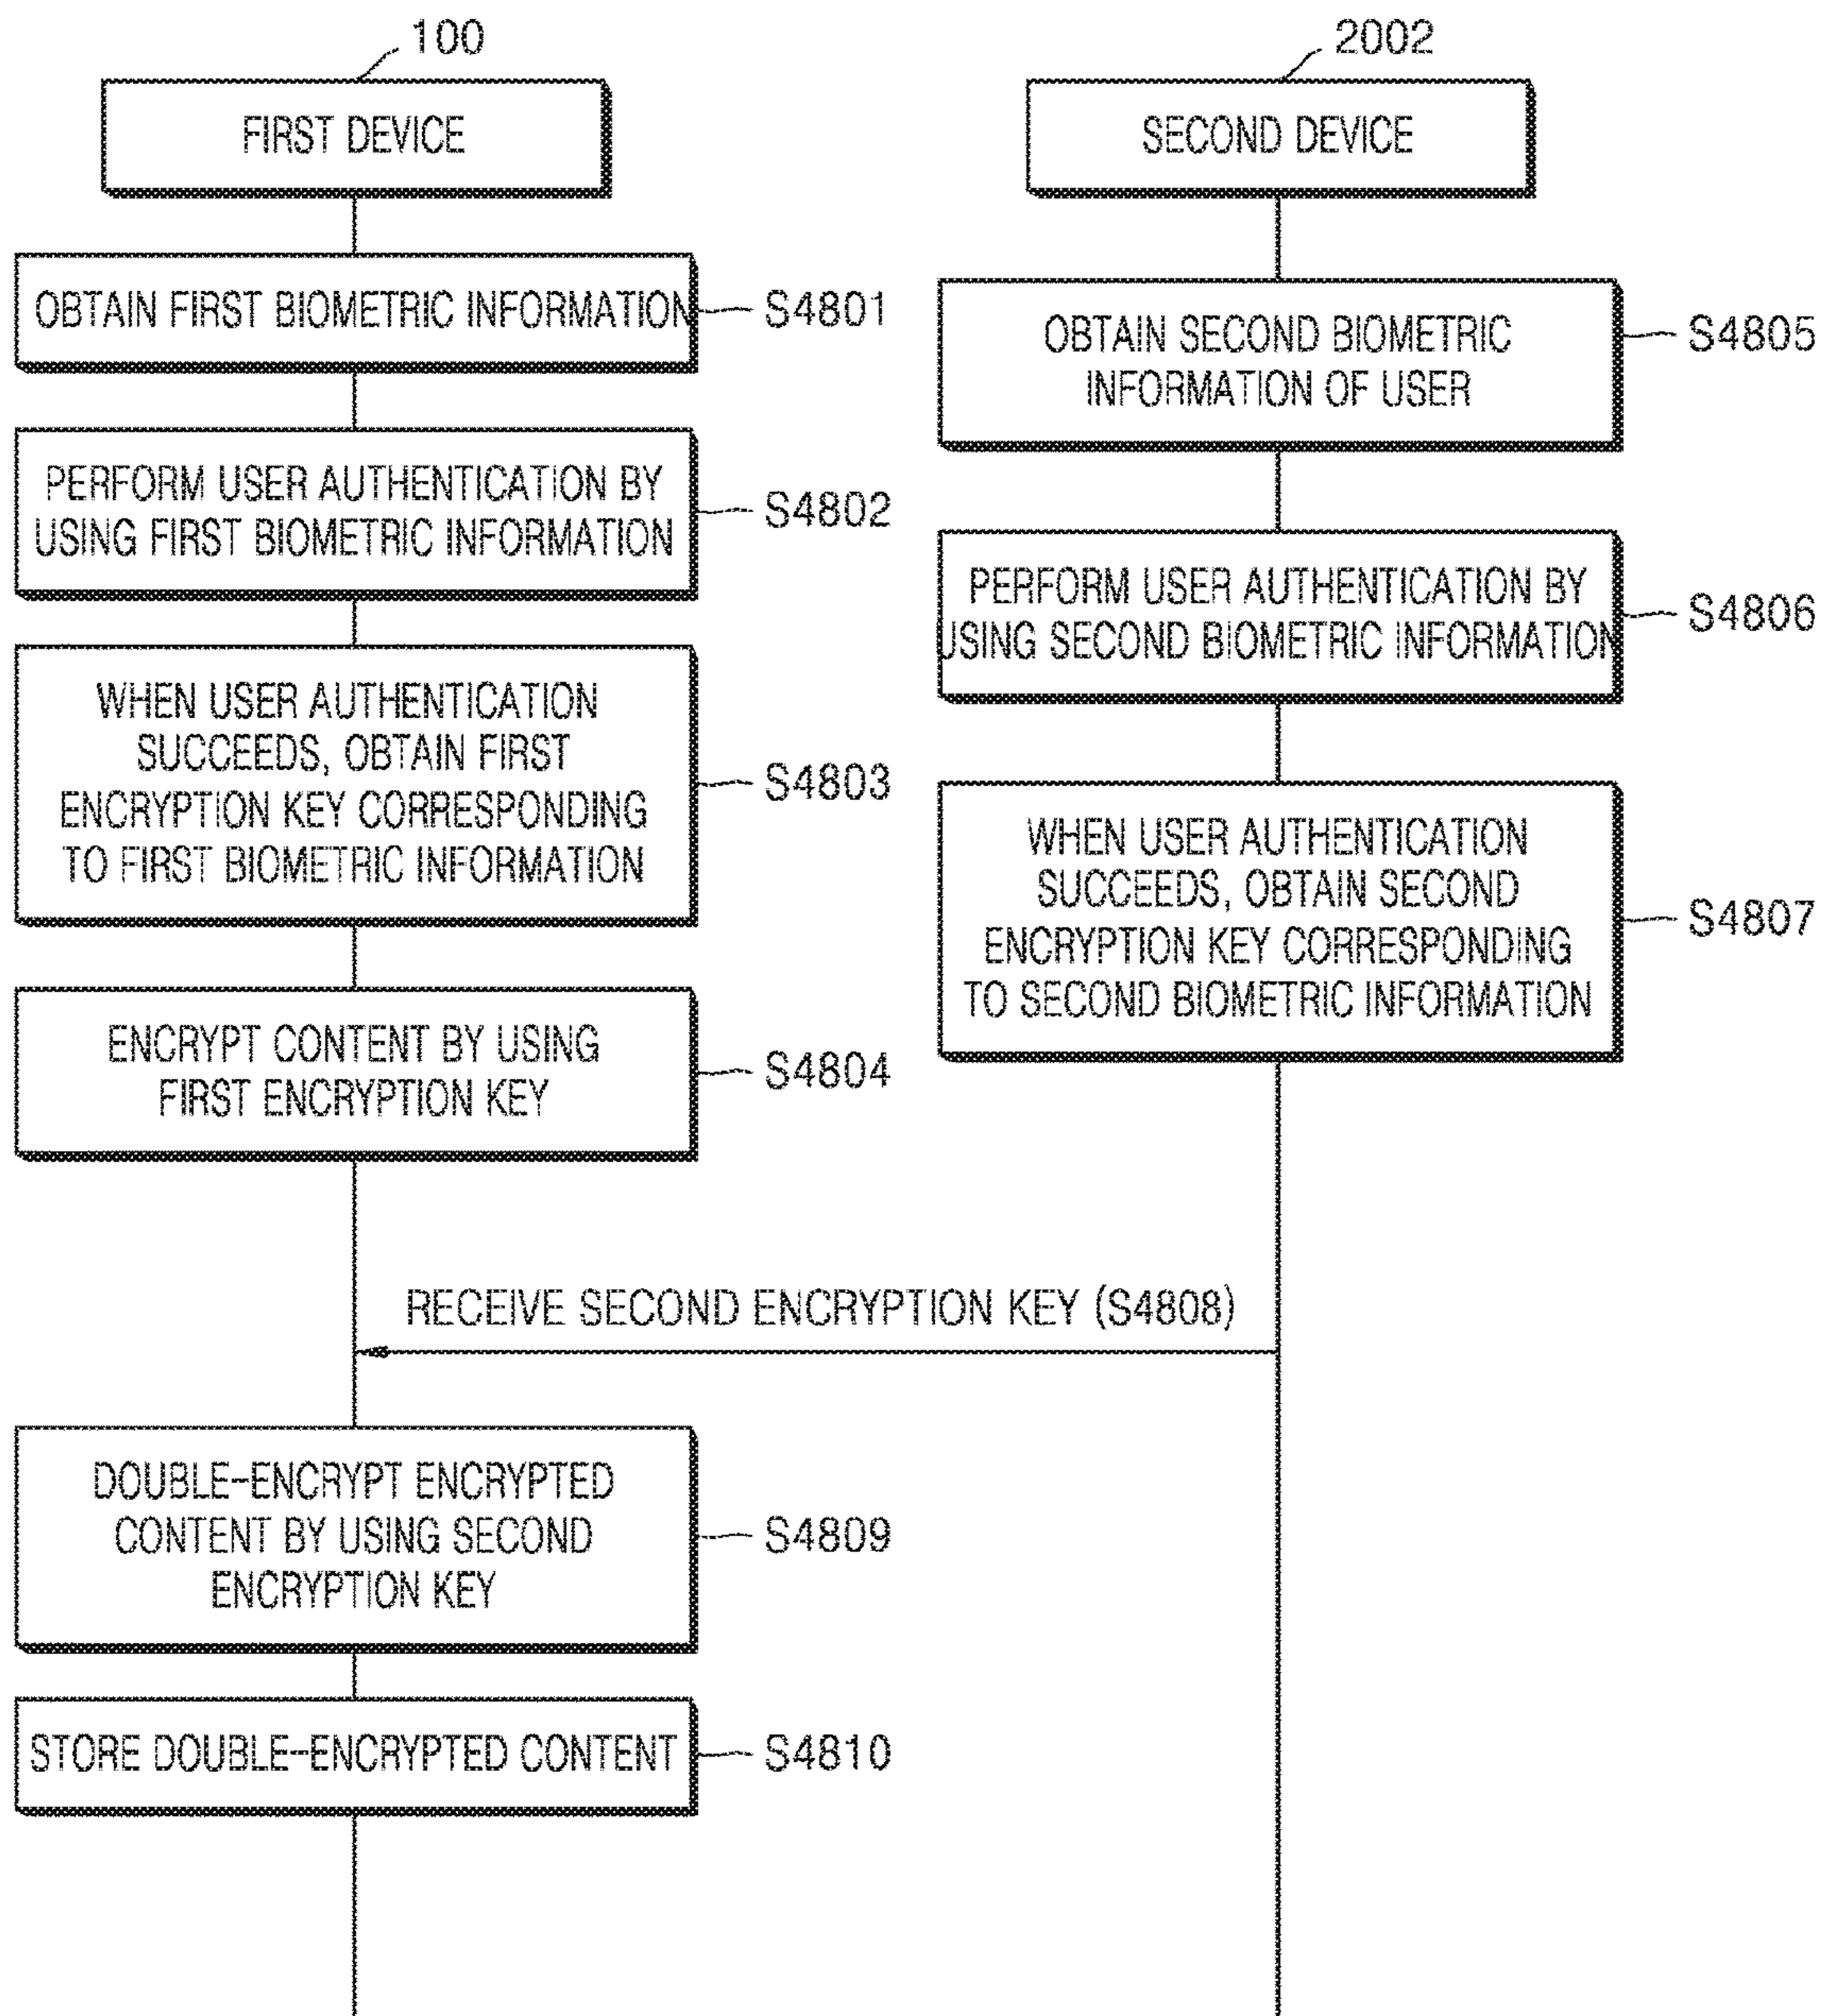 100
FIRST DEVICE
OBTAIN FIRST BIOMETRIC INFORMATION
S4801
PERFORM USER AUTHENTICATION BY
USING FIRST BIOMETRIC INFORMATION
S4802
WHEN USER AUTHENTICATION
SUCCEEDS, OBTAIN FIRST
ENCRYPTION KEY CORRESPONDING
TO FIRST BIOMETRIC INFORMATION
S4803
ENCRYPT CONTENT BY USING
FIRST ENCRYPTION KEY
S4804
2002
SECOND DEVICE
OBTAIN SECOND BIOMETRIC
INFORMATION OF USER
S4805
PERFORM USER AUTHENTICATION BY
USING SECOND BIOMETRIC INFORMATION
S4806
WHEN USER AUTHENTICATION
SUCCEEDS, OBTAIN SECOND
ENCRYPTION KEY CORRESPONDING
TO SECOND BIOMETRIC INFORMATION
S4807
RECEIVE SECOND ENCRYPTION KEY (S4808)
DOUBLE-ENCRYPT ENCRYPTED
CONTENT BY USING SECOND
ENCRYPTION KEY
S4809
STORE DOUBLE-ENCRYPTED CONTENT
S4810